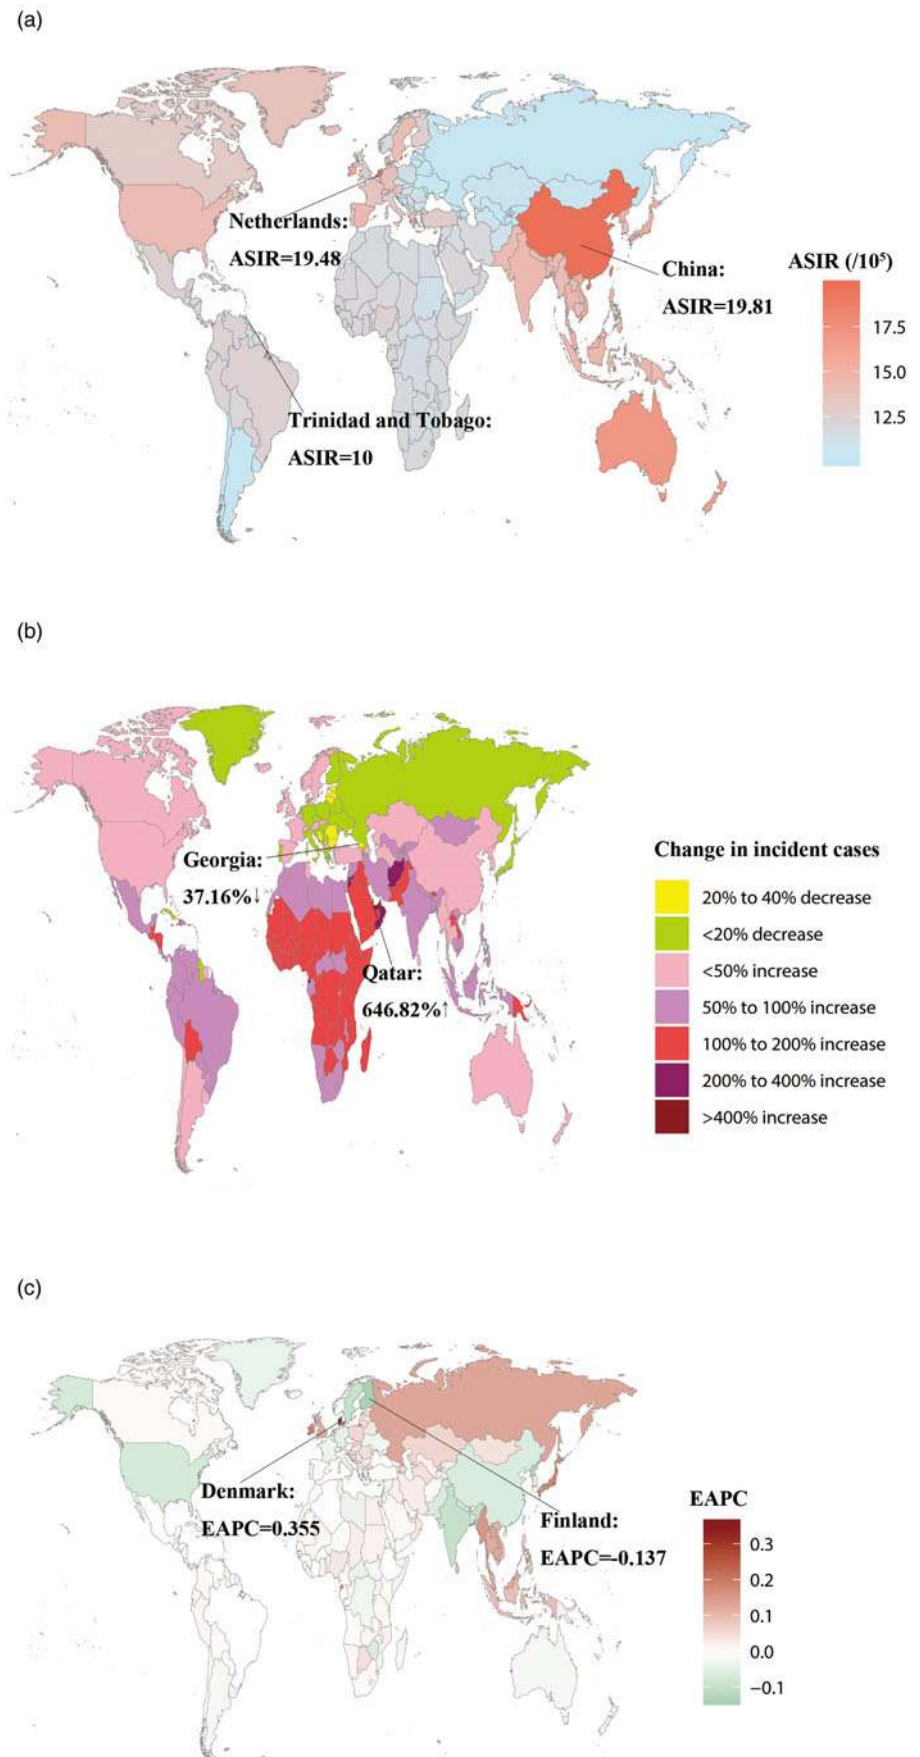 (a)
Netherlands:
ASIR=19.48
China:
ASIR=19.81
ASIR (/10⁵)
17.5
15.0
12.5
Trinidad and Tobago:
ASIR=10
(b)
Georgia:
37.16%↓
Qatar:
646.82%↑
Change in incident cases
20% to 40% decrease
<20% decrease
<50% increase
50% to 100% increase
100% to 200% increase
200% to 400% increase
>400% increase
(c)
Denmark:
EAPC=0.355
Finland:
EAPC=-0.137
EAPC
0.3
0.2
0.1
0.0
−0.1